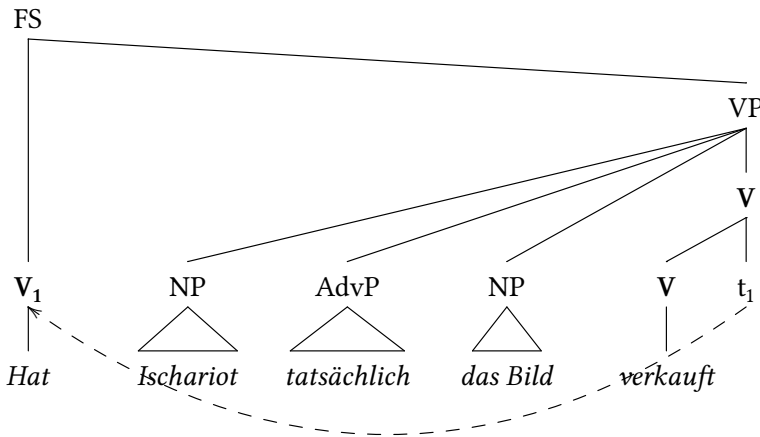 FS
VP
V
V₁ NP AdvP NP V t₁
Hat Ischariot tatsächlich das Bild verkauft